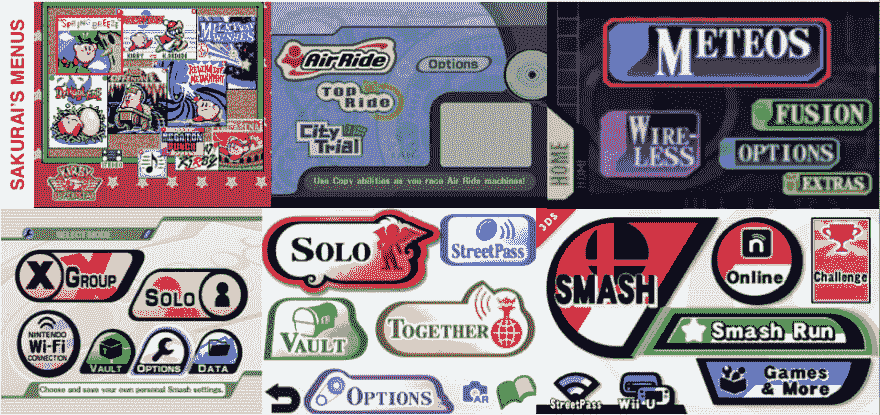 SAKURAI'S MENUS
SPRING BREEZE
Air Ride
Options
Top Ride
City Trial
Use Copy abilities as you race Air Ride machines!
METEOS
HOME
WIRE-
LESS
FUSION
OPTIONS
EXTRAS
GROUP
SOLO
NINTENDO
Wi-Fi
CONNECTION
VAULT
OPTIONS
DATA
Choose and save your own personal Smash settings.
SOLO
StreetPass
VAULT
TOGETHER
OPTIONS
AR
3DS
SMASH
Online
Challenge
Smash Run
Games
& More
StreetPass
Wii U